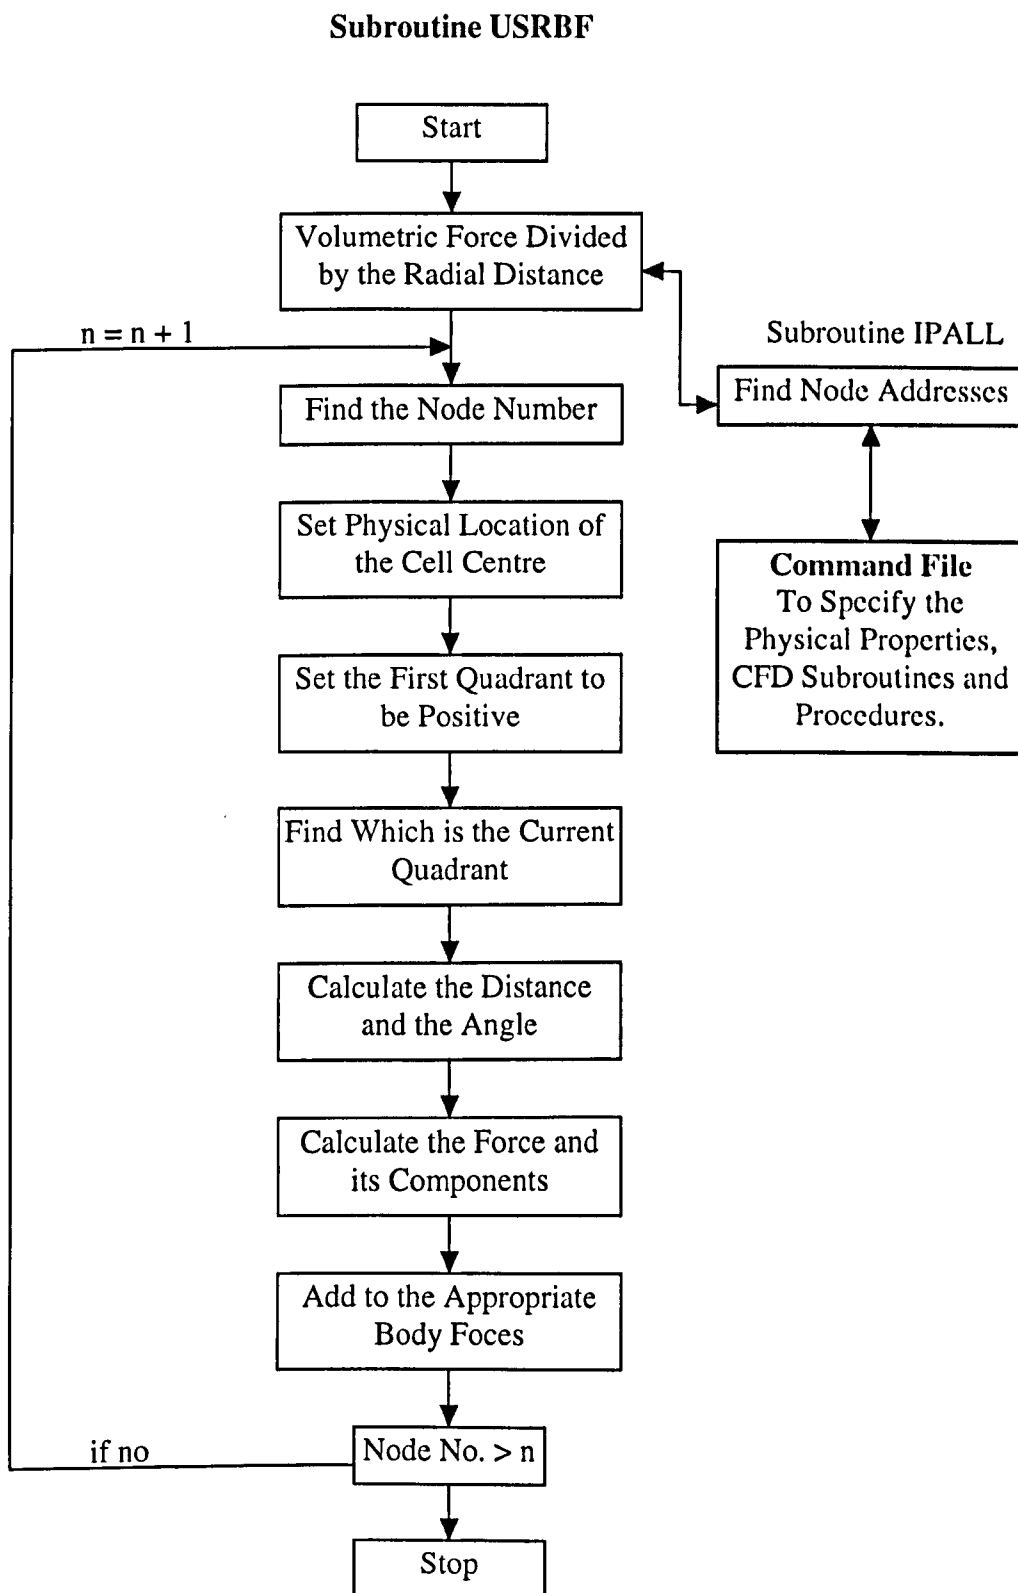 Subroutine USRBF
Start
Volumetric Force Divided
by the Radial Distance
n = n + 1
Subroutine IPALL
Find Node Addresses
Find the Node Number
Set Physical Location of
the Cell Centre
Command File
To Specify the
Physical Properties,
CFD Subroutines and
Procedures.
Set the First Quadrant to
be Positive
Find Which is the Current
Quadrant
Calculate the Distance
and the Angle
Calculate the Force and
its Components
Add to the Appropriate
Body Foces
if no
Node No. > n
Stop